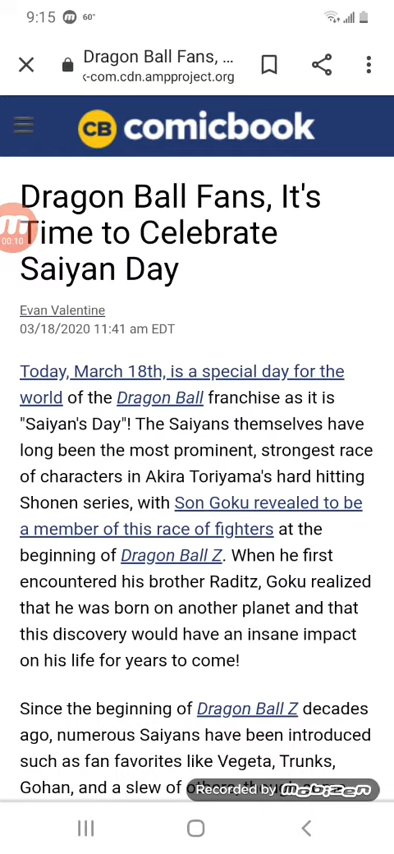 9:15 60°
Dragon Ball Fans, ...
-com.cdn.ampproject.org
CB comicbook
Dragon Ball Fans, It's
Time to Celebrate
Saiyan Day
00:10
Evan Valentine
03/18/2020 11:41 am EDT
Today, March 18th, is a special day for the
world of the Dragon Ball franchise as it is
"Saiyan's Day"! The Saiyans themselves have
long been the most prominent, strongest race
of characters in Akira Toriyama's hard hitting
Shonen series, with Son Goku revealed to be
a member of this race of fighters at the
beginning of Dragon Ball Z. When he first
encountered his brother Raditz, Goku realized
that he was born on another planet and that
this discovery would have an insane impact
on his life for years to come!
Since the beginning of Dragon Ball Z decades
ago, numerous Saiyans have been introduced
such as fan favorites like Vegeta, Trunks,
Gohan, and a slew of
Recorded by mobizen